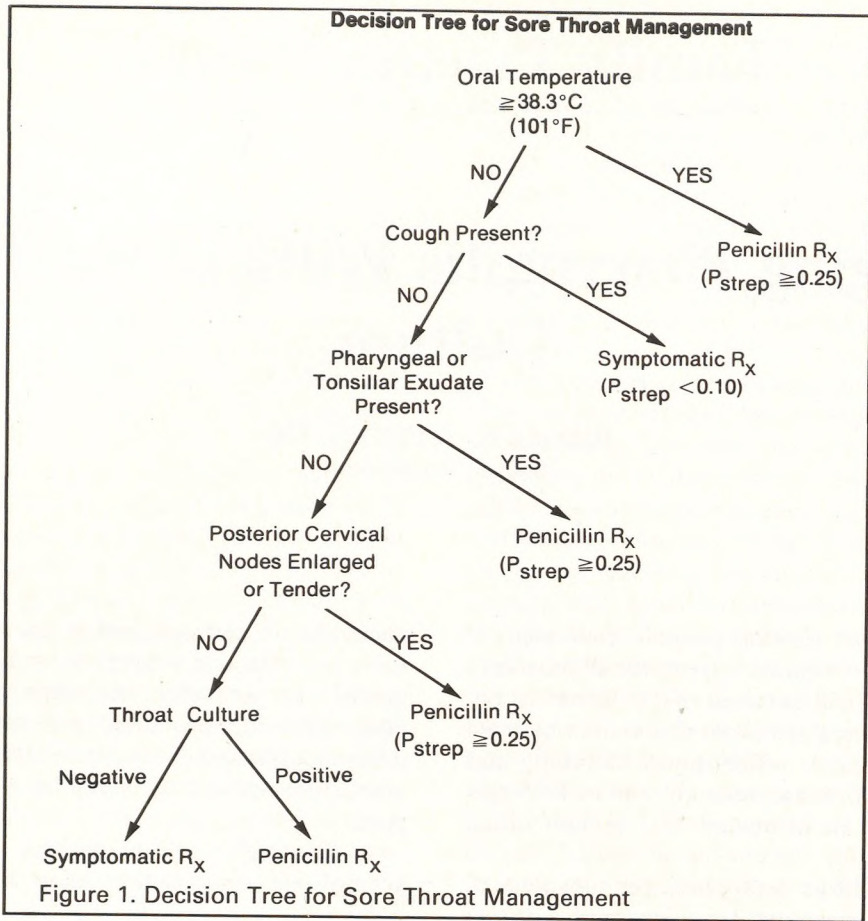 Decision Tree for Sore Throat Management
Oral Temperature
≧38.3°C
(101°F)
NO
YES
Cough Present?
Penicillin Rx
(Pstrep ≧0.25)
NO
YES
Pharyngeal or
Tonsillar Exudate
Present?
Symptomatic Rx
(Pstrep <0.10)
NO
YES
Posterior Cervical
Nodes Enlarged
or Tender?
Penicillin Rx
(Pstrep ≧0.25)
NO
YES
Throat Culture
Penicillin Rx
(Pstrep ≧0.25)
Negative
Positive
Symptomatic Rx
Penicillin Rx
Figure 1. Decision Tree for Sore Throat Management